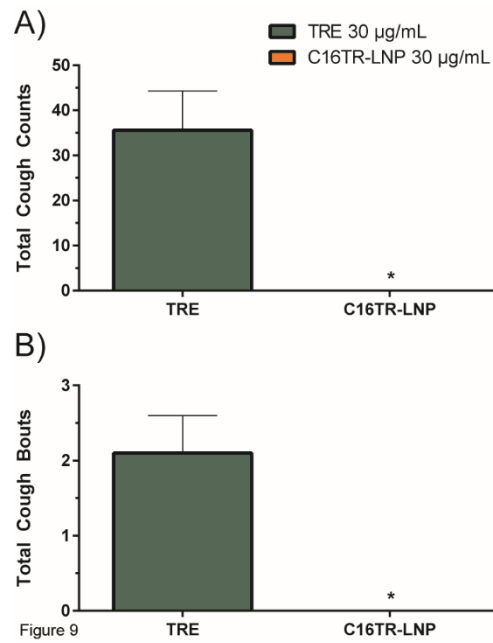 A)
TRE 30 µg/mL
C16TR-LNP 30 µg/mL
Total Cough Counts
50
40
30
20
10
0
*
TRE C16TR-LNP
B)
Total Cough Bouts
3
2
1
0
*
TRE C16TR-LNP
Figure 9